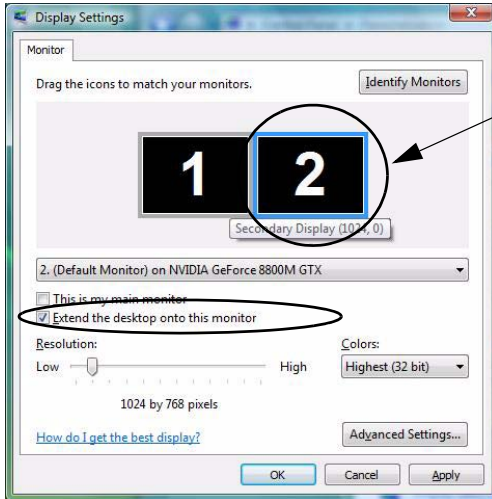 Display Settings
Monitor
Drag the icons to match your monitors.
Identify Monitors
1
2
Secondary Display (1024, 0)
2. (Default Monitor) on NVIDIA GeForce 8800M GTX
This is my main monitor
Extend the desktop onto this monitor
Resolution:
Colors:
Low
High
Highest (32 bit)
1024 by 768 pixels
How do I get the best display?
Advanced Settings...
OK
Cancel
Apply